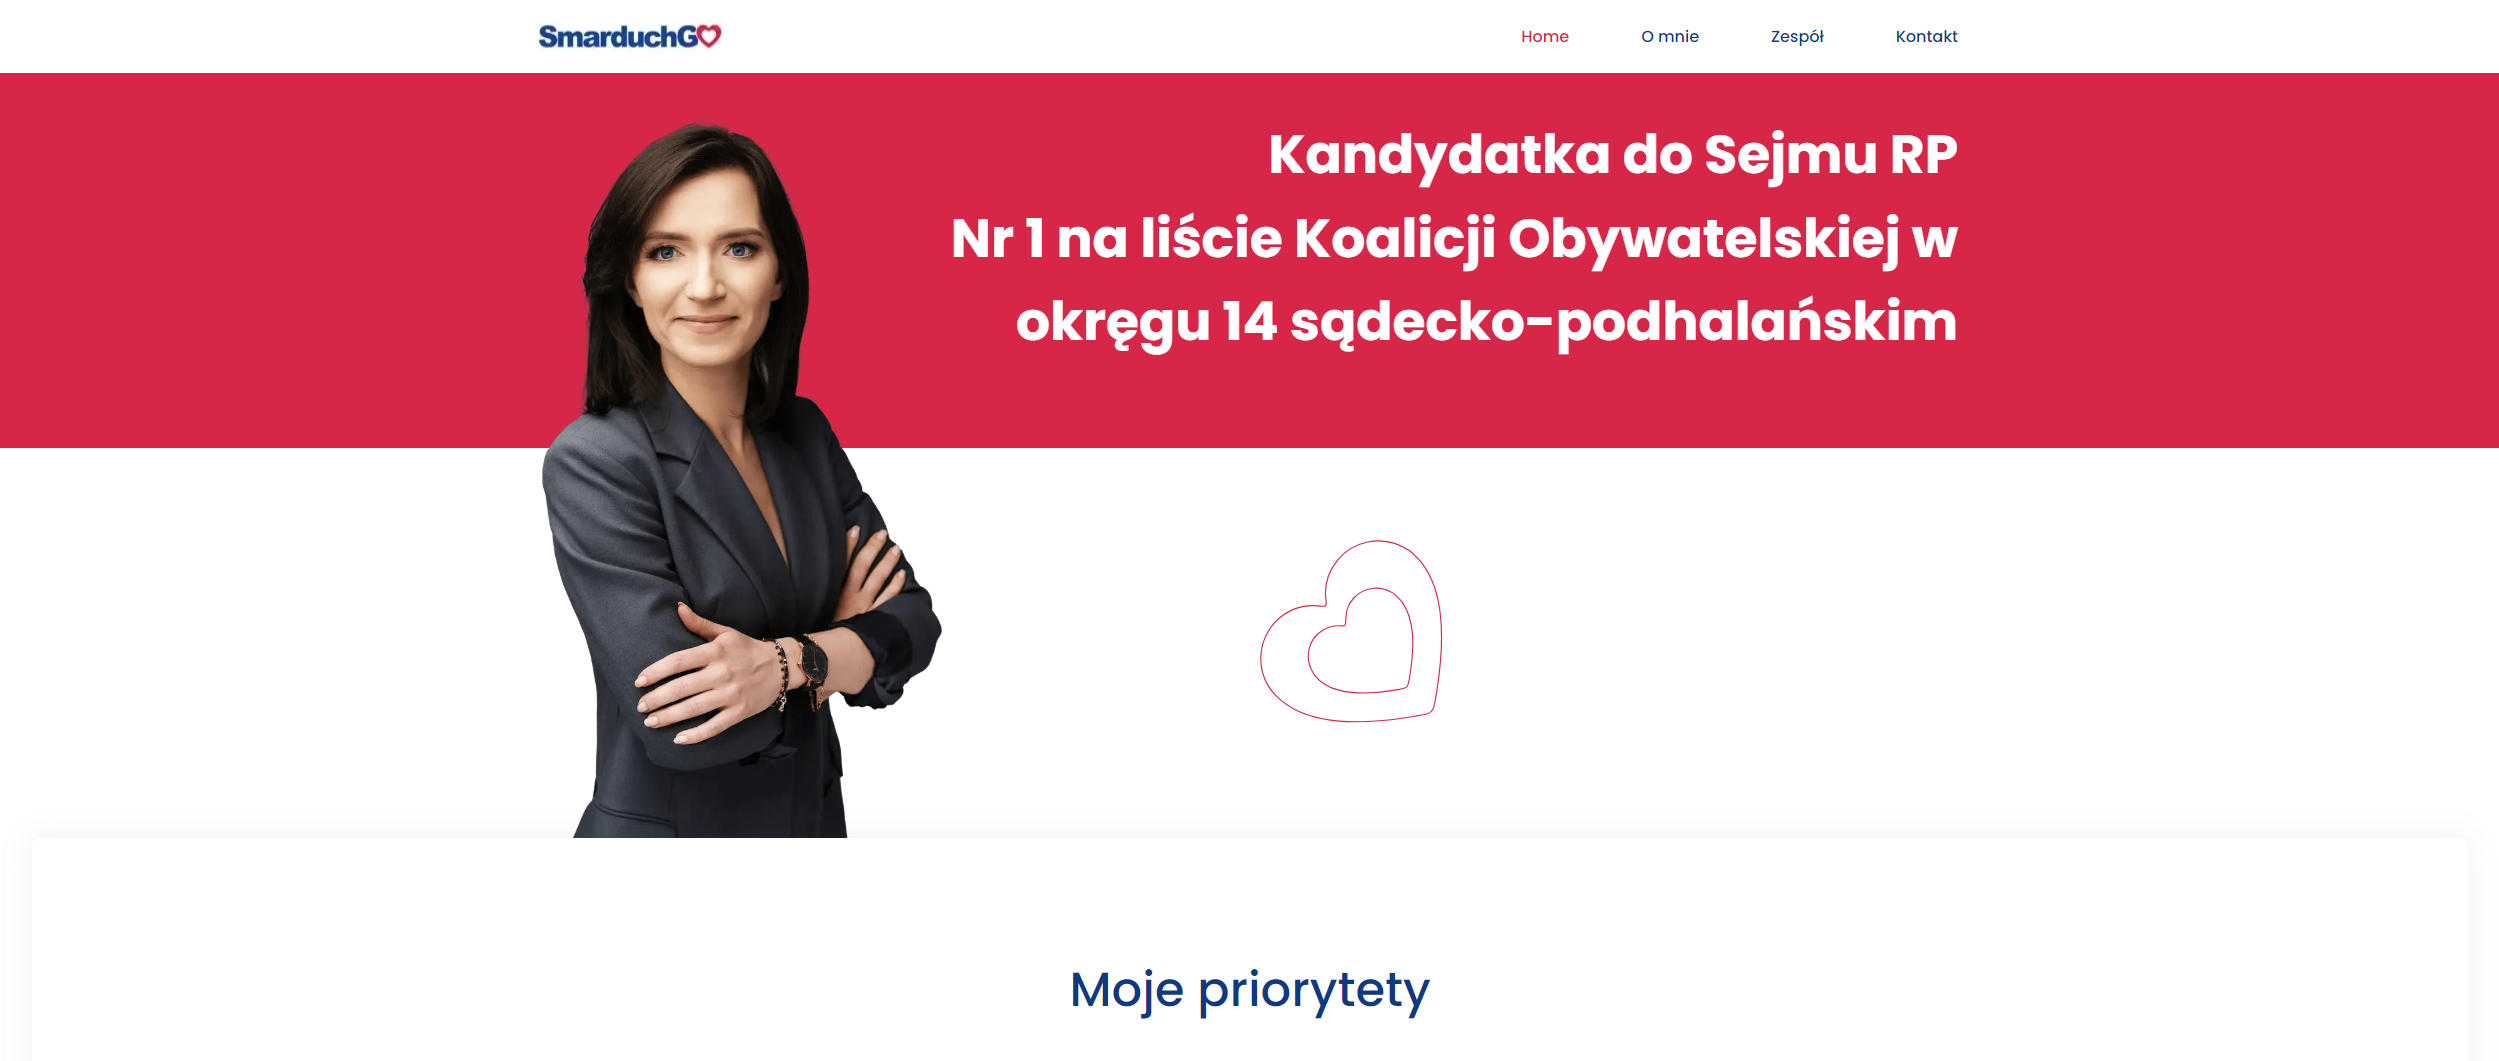 SmarduchGO
Home
O mnie
Zespół
Kontakt
Kandydatka do Sejmu RP
Nr 1 na liście Koalicji Obywatelskiej w
okręgu 14 sądecko-podhalańskim
Moje priorytety